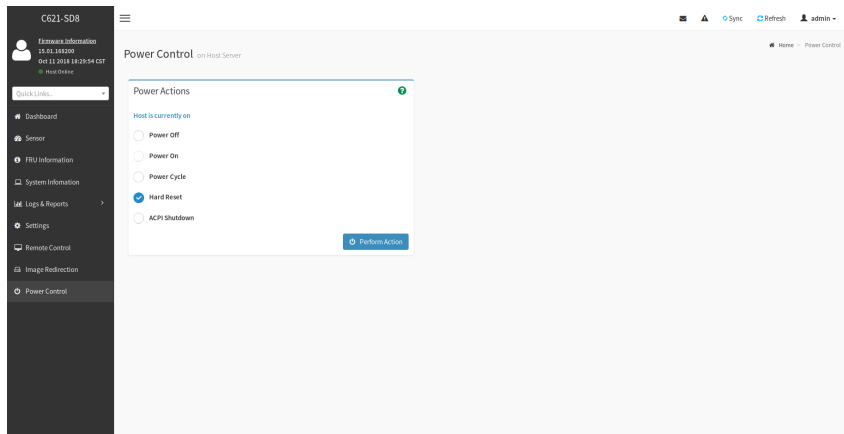 C621-SD8
Sync
Refresh
admin
Firmware Information
15.01.168200
Oct 11 2018 18:29:54 CST
Host Online
Quick Links..
Dashboard
Sensor
FRU Information
System Infomation
Logs & Reports
Settings
Remote Control
Image Redirection
Power Control
Power Control on Host Server
Home - Power Control
Power Actions
Host is currently on
Power Off
Power On
Power Cycle
Hard Reset
ACPI Shutdown
Perform Action